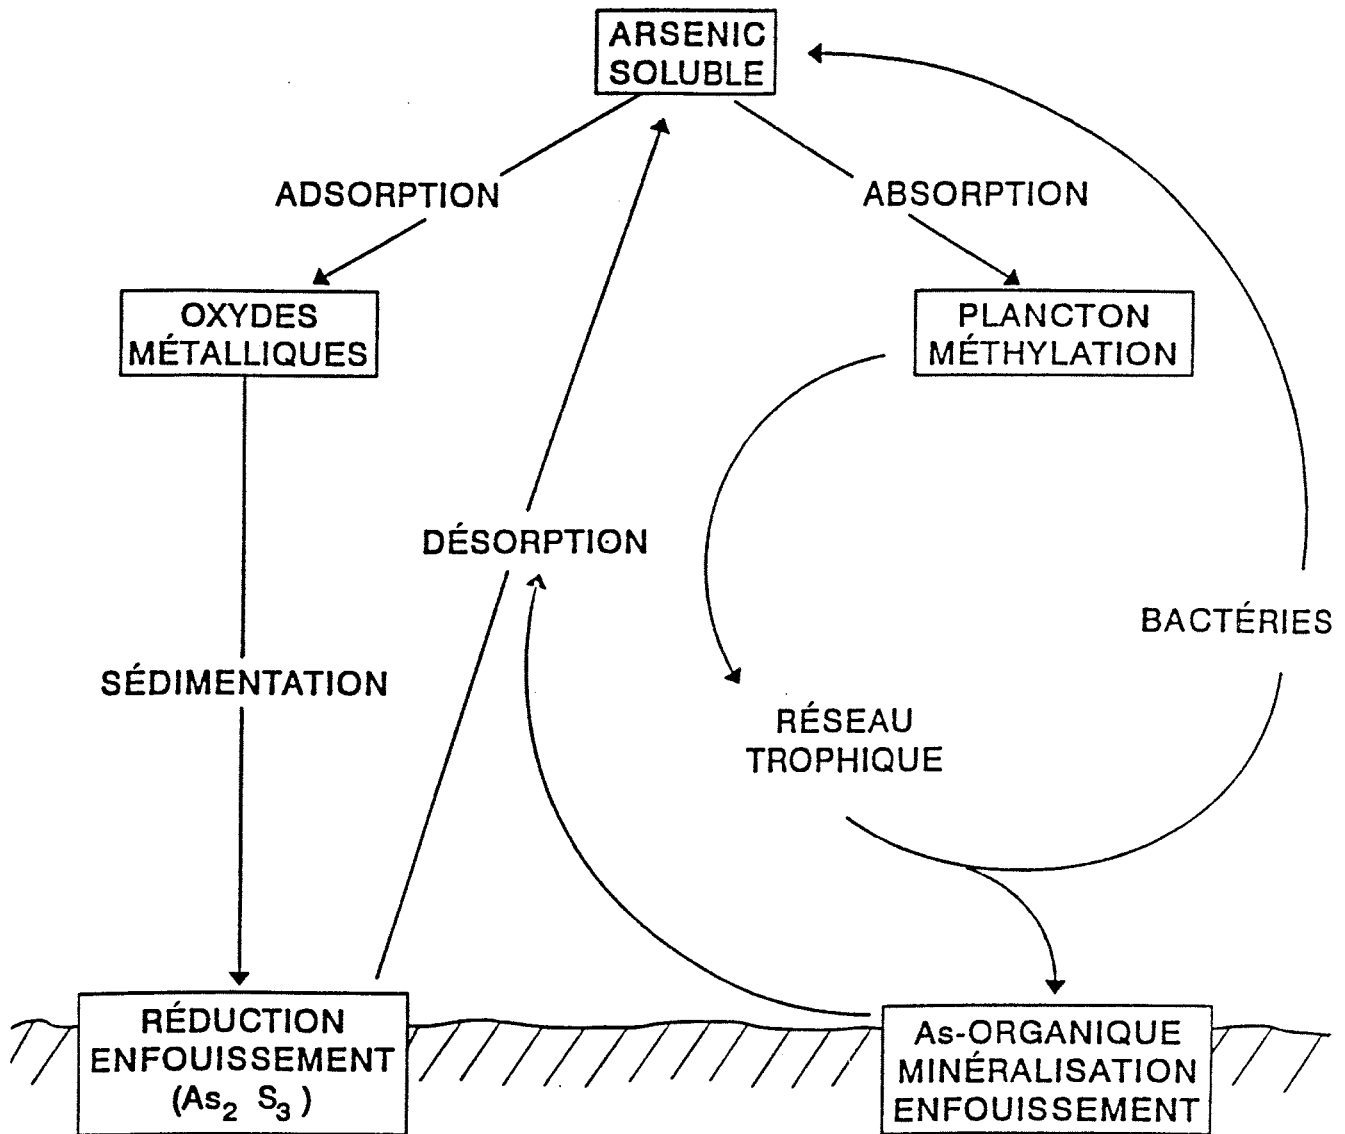 ARSENIC
SOLUBLE
ADSORPTION
ABSORPTION
OXYDES
MÉTALLIQUES
PLANCTON
MÉTHYLATION
DÉSORPTION
BACTÉRIES
SÉDIMENTATION
RÉSEAU
TROPHIQUE
RÉDUCTION
ENFOUISSEMENT
(As₂ S₃)
As-ORGANIQUE
MINÉRALISATION
ENFOUISSEMENT